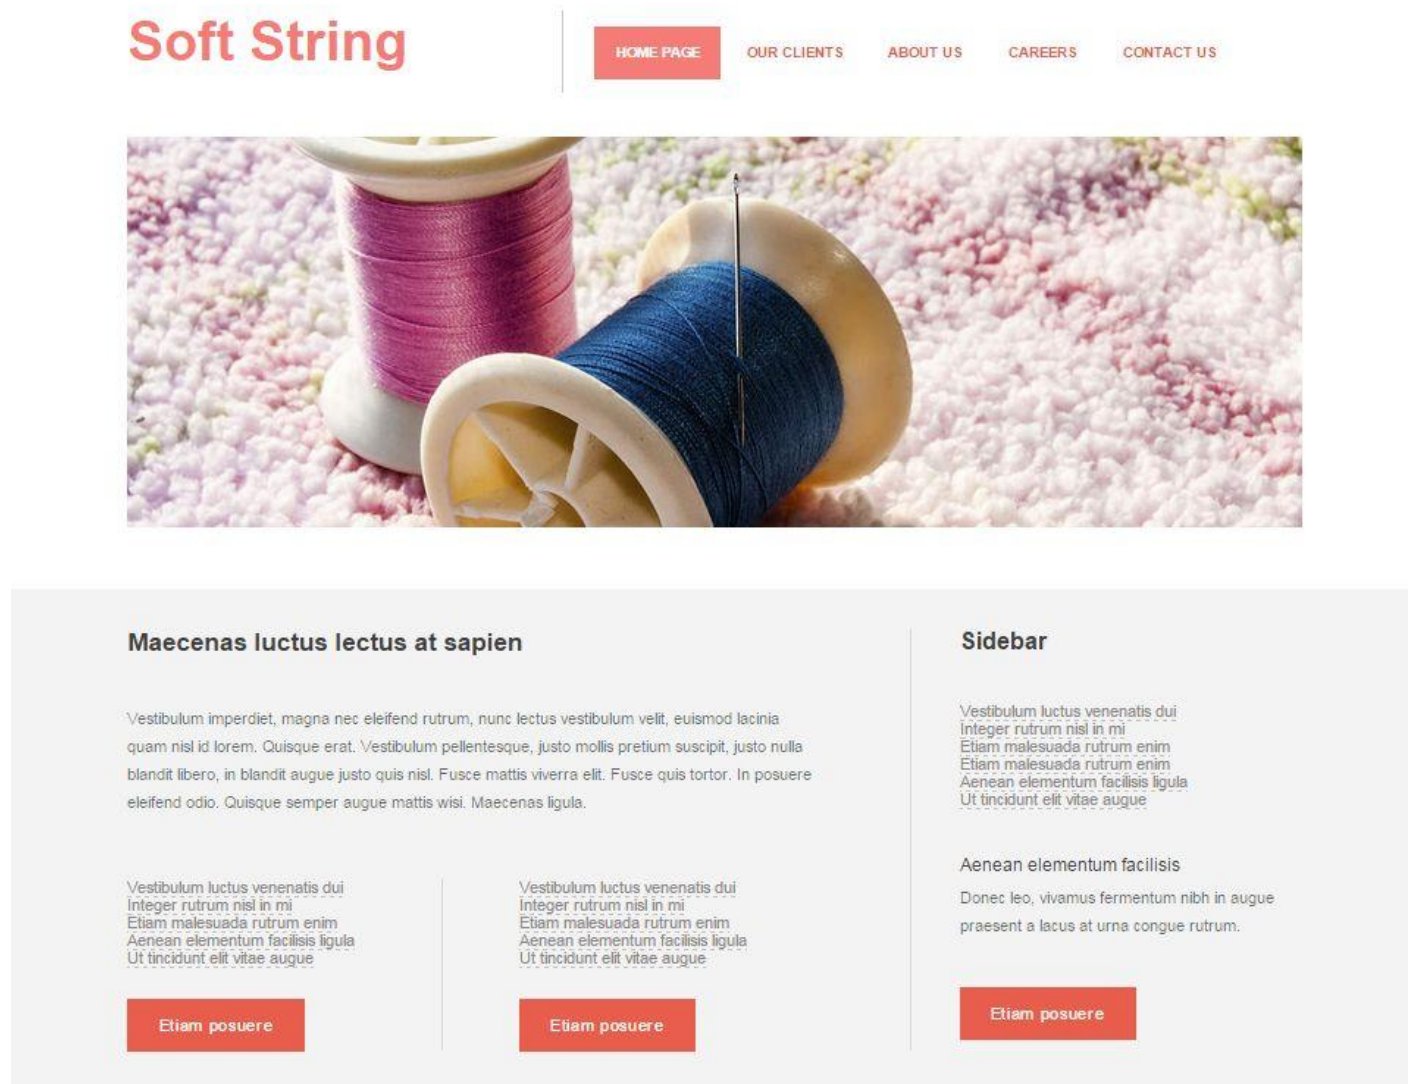 Soft String
HOME PAGE OUR CLIENTS ABOUT US CAREERS CONTACT US
Maecenas luctus lectus at sapien
Vestibulum imperdiet, magna nec eleifend rutrum, nunc lectus vestibulum velit, euismod lacinia
quam nisl id lorem. Quisque erat. Vestibulum pellentesque, justo mollis pretium suscipit, justo nulla
blandit libero, in blandit augue justo quis nisl. Fusce mattis viverra elit. Fusce quis tortor. In posuere
eleifend odio. Quisque semper augue mattis wisi. Maecenas ligula.
Vestibulum luctus venenatis dui
Integer rutrum nisl in mi
Etiam malesuada rutrum enim
Aenean elementum facilisis ligula
Ut tincidunt elit vitae augue
Etiam posuere
Vestibulum luctus venenatis dui
Integer rutrum nisl in mi
Etiam malesuada rutrum enim
Aenean elementum facilisis ligula
Ut tincidunt elit vitae augue
Etiam posuere
Sidebar
Vestibulum luctus venenatis dui
Integer rutrum nisl in mi
Etiam malesuada rutrum enim
Etiam malesuada rutrum enim
Aenean elementum facilisis ligula
Ut tincidunt elit vitae augue
Aenean elementum facilisis
Donec leo, vivamus fermentum nibh in augue
praesent a lacus at urna congue rutrum.
Etiam posuere